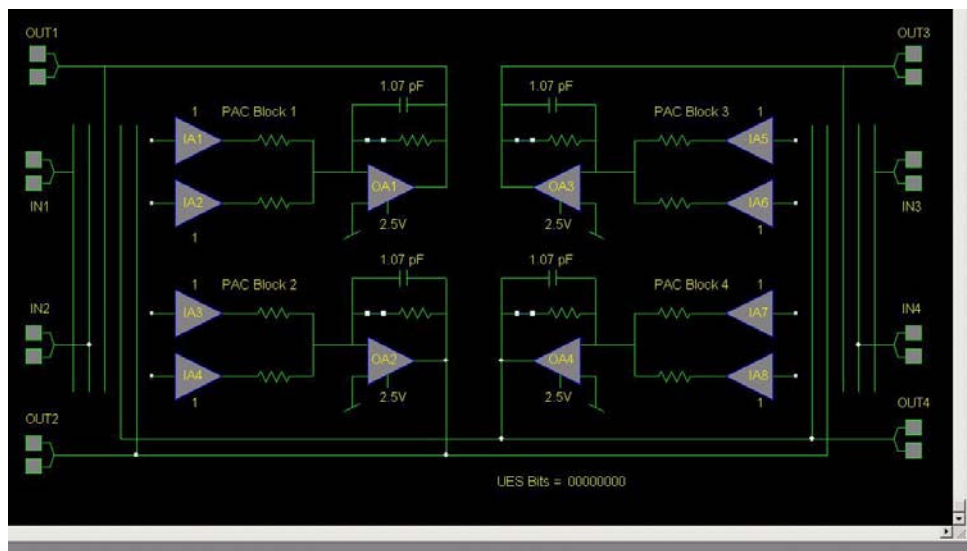 OUT1
OUT3
1.07 pF
1.07 pF
1
PAC Block 1
PAC Block 3
1
IA1
IA5
IN1
IA2
OA1
OA3
IA6
IN3
1
2.5V
2.5V
1
1.07 pF
1.07 pF
1
PAC Block 2
PAC Block 4
1
IN2
IA3
IA7
IN4
IA4
OA2
OA4
IA8
1
2.5V
2.5V
1
OUT2
OUT4
UES Bits = 00000000